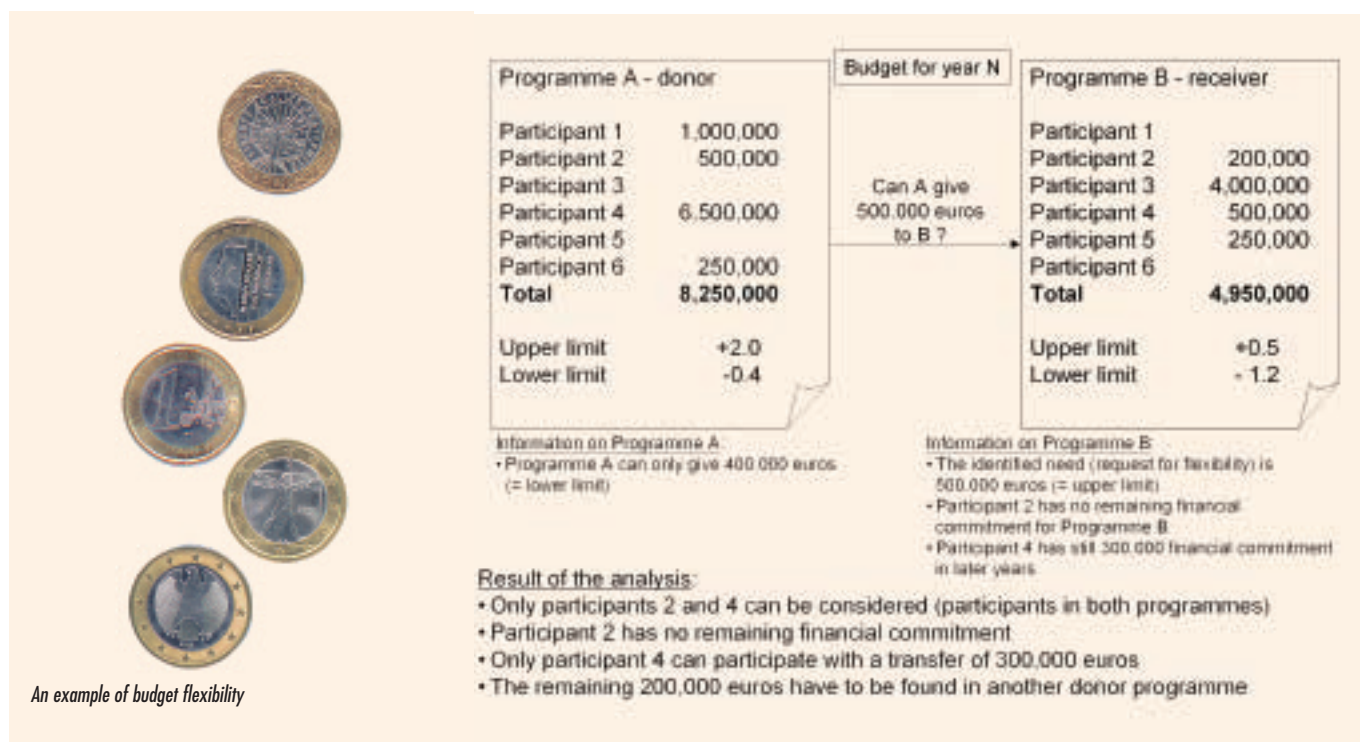 Budget for year N
Programme A - donor
Participant 1 1,000,000
Participant 2 500,000
Participant 3
Participant 4 6.500,000
Participant 5
Participant 6 250,000
Total 8,250,000
Upper limit +2.0
Lower limit -0.4
Can A give
500.000 euros
to B ?
Programme B - receiver
Participant 1
Participant 2 200,000
Participant 3 4,000,000
Participant 4 500,000
Participant 5 250.000
Participant 6
Total 4,950,000
Upper limit +0.5
Lower limit - 1.2
Information on Programme A:
• Programme A can only give 400.000 euros
(= lower limit)
Information on Programme B
• The identified need (request for flexibility) is
500.000 euros (= upper limit)
• Participant 2 has no remaining financial
commitment for Programme B
• Participant 4 has still 300.000 financial commitment
in later years
Result of the analysis:
• Only participants 2 and 4 can be considered (participants in both programmes)
• Participant 2 has no remaining financial commitment
• Only participant 4 can participate with a transfer of 300,000 euros
• The remaining 200,000 euros have to be found in another donor programme
An example of budget flexibility